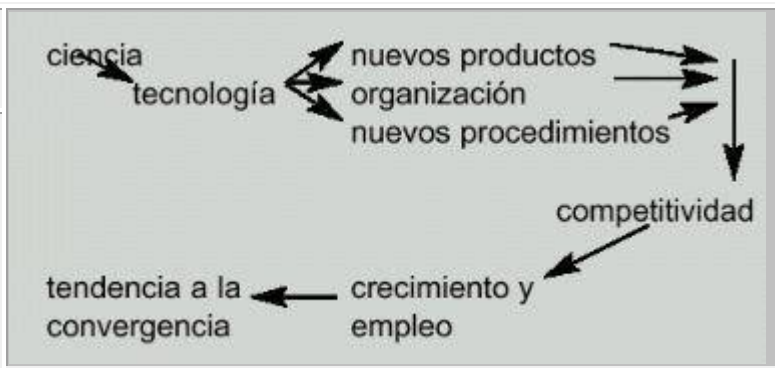 ciencia
tecnología
nuevos productos
organización
nuevos procedimientos
competitividad
crecimiento y
empleo
tendencia a la
convergencia